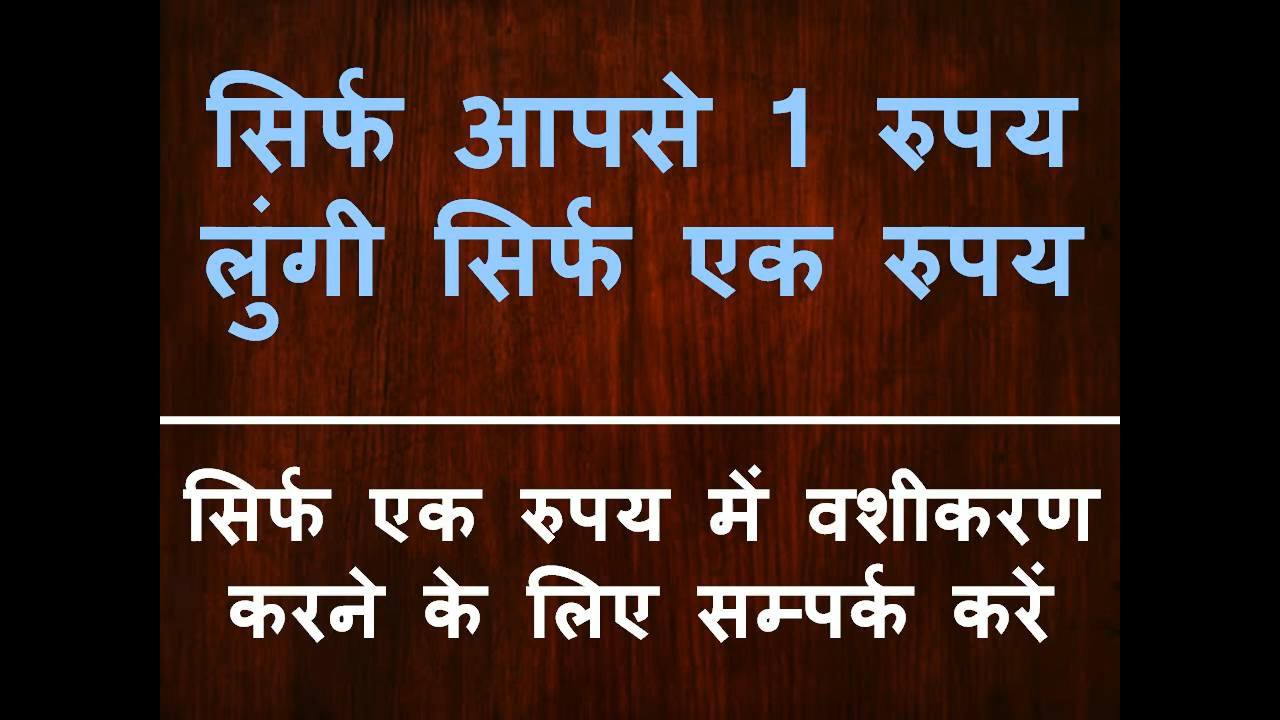 सिर्फ आपसे 1 रुपय
लुंगी सिर्फ एक रुपय
सिर्फ एक रुपय में वशीकरण
करने के लिए सम्पर्क करें